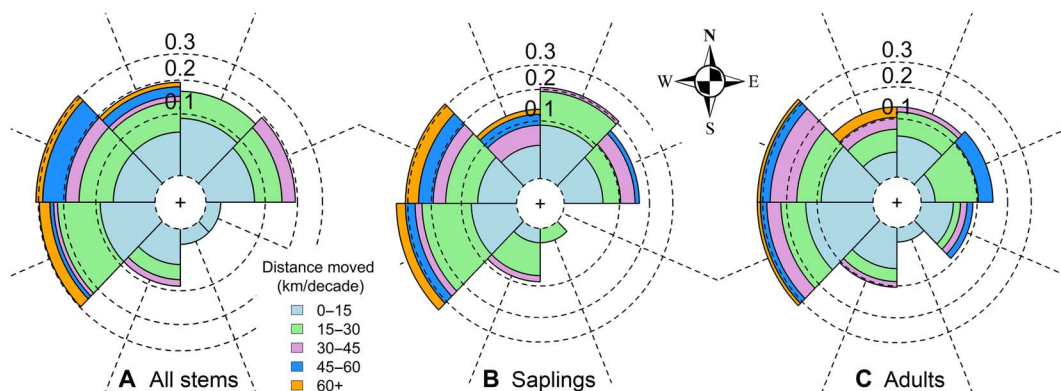 0.3
0.2
0.1
0.3
0.2
0.1
0.3
0.2
0.1
N
W E
S
Distance moved
(km/decade)
0–15
15–30
30–45
45–60
60+
A All stems
B Saplings
C Adults